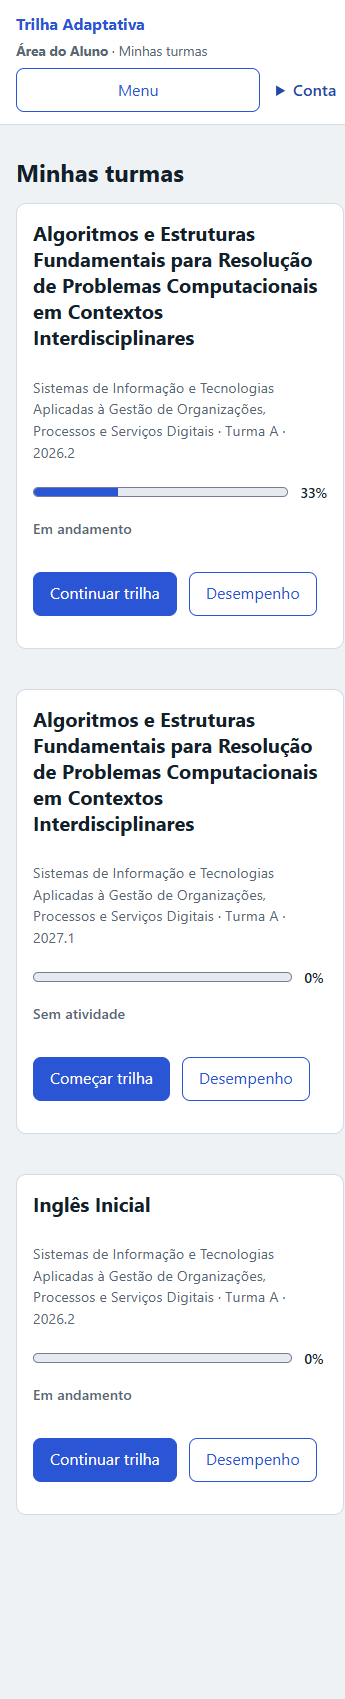 Trilha Adaptativa
Área do Aluno · Minhas turmas
Menu
▶ Conta
Minhas turmas
Algoritmos e Estruturas
Fundamentais para Resolução
de Problemas Computacionais
em Contextos
Interdisciplinares
Sistemas de Informação e Tecnologias
Aplicadas à Gestão de Organizações,
Processos e Serviços Digitais · Turma A ·
2026.2
33%
Em andamento
Continuar trilha
Desempenho
Algoritmos e Estruturas
Fundamentais para Resolução
de Problemas Computacionais
em Contextos
Interdisciplinares
Sistemas de Informação e Tecnologias
Aplicadas à Gestão de Organizações,
Processos e Serviços Digitais · Turma A ·
2027.1
0%
Sem atividade
Começar trilha
Desempenho
Inglês Inicial
Sistemas de Informação e Tecnologias
Aplicadas à Gestão de Organizações,
Processos e Serviços Digitais · Turma A ·
2026.2
0%
Em andamento
Continuar trilha
Desempenho